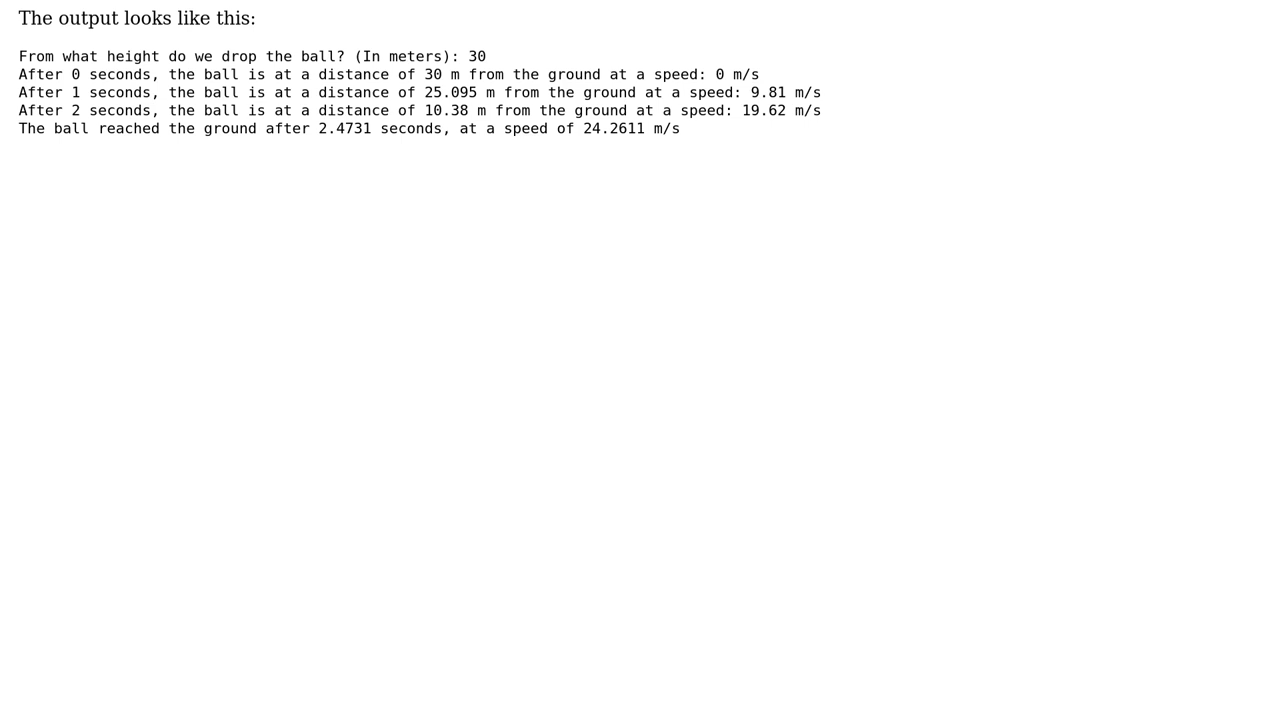 The output looks like this:
From what height do we drop the ball? (In meters): 30
After 0 seconds, the ball is at a distance of 30 m from the ground at a speed: 0 m/s
After 1 seconds, the ball is at a distance of 25.095 m from the ground at a speed: 9.81 m/s
After 2 seconds, the ball is at a distance of 10.38 m from the ground at a speed: 19.62 m/s
The ball reached the ground after 2.4731 seconds, at a speed of 24.2611 m/s